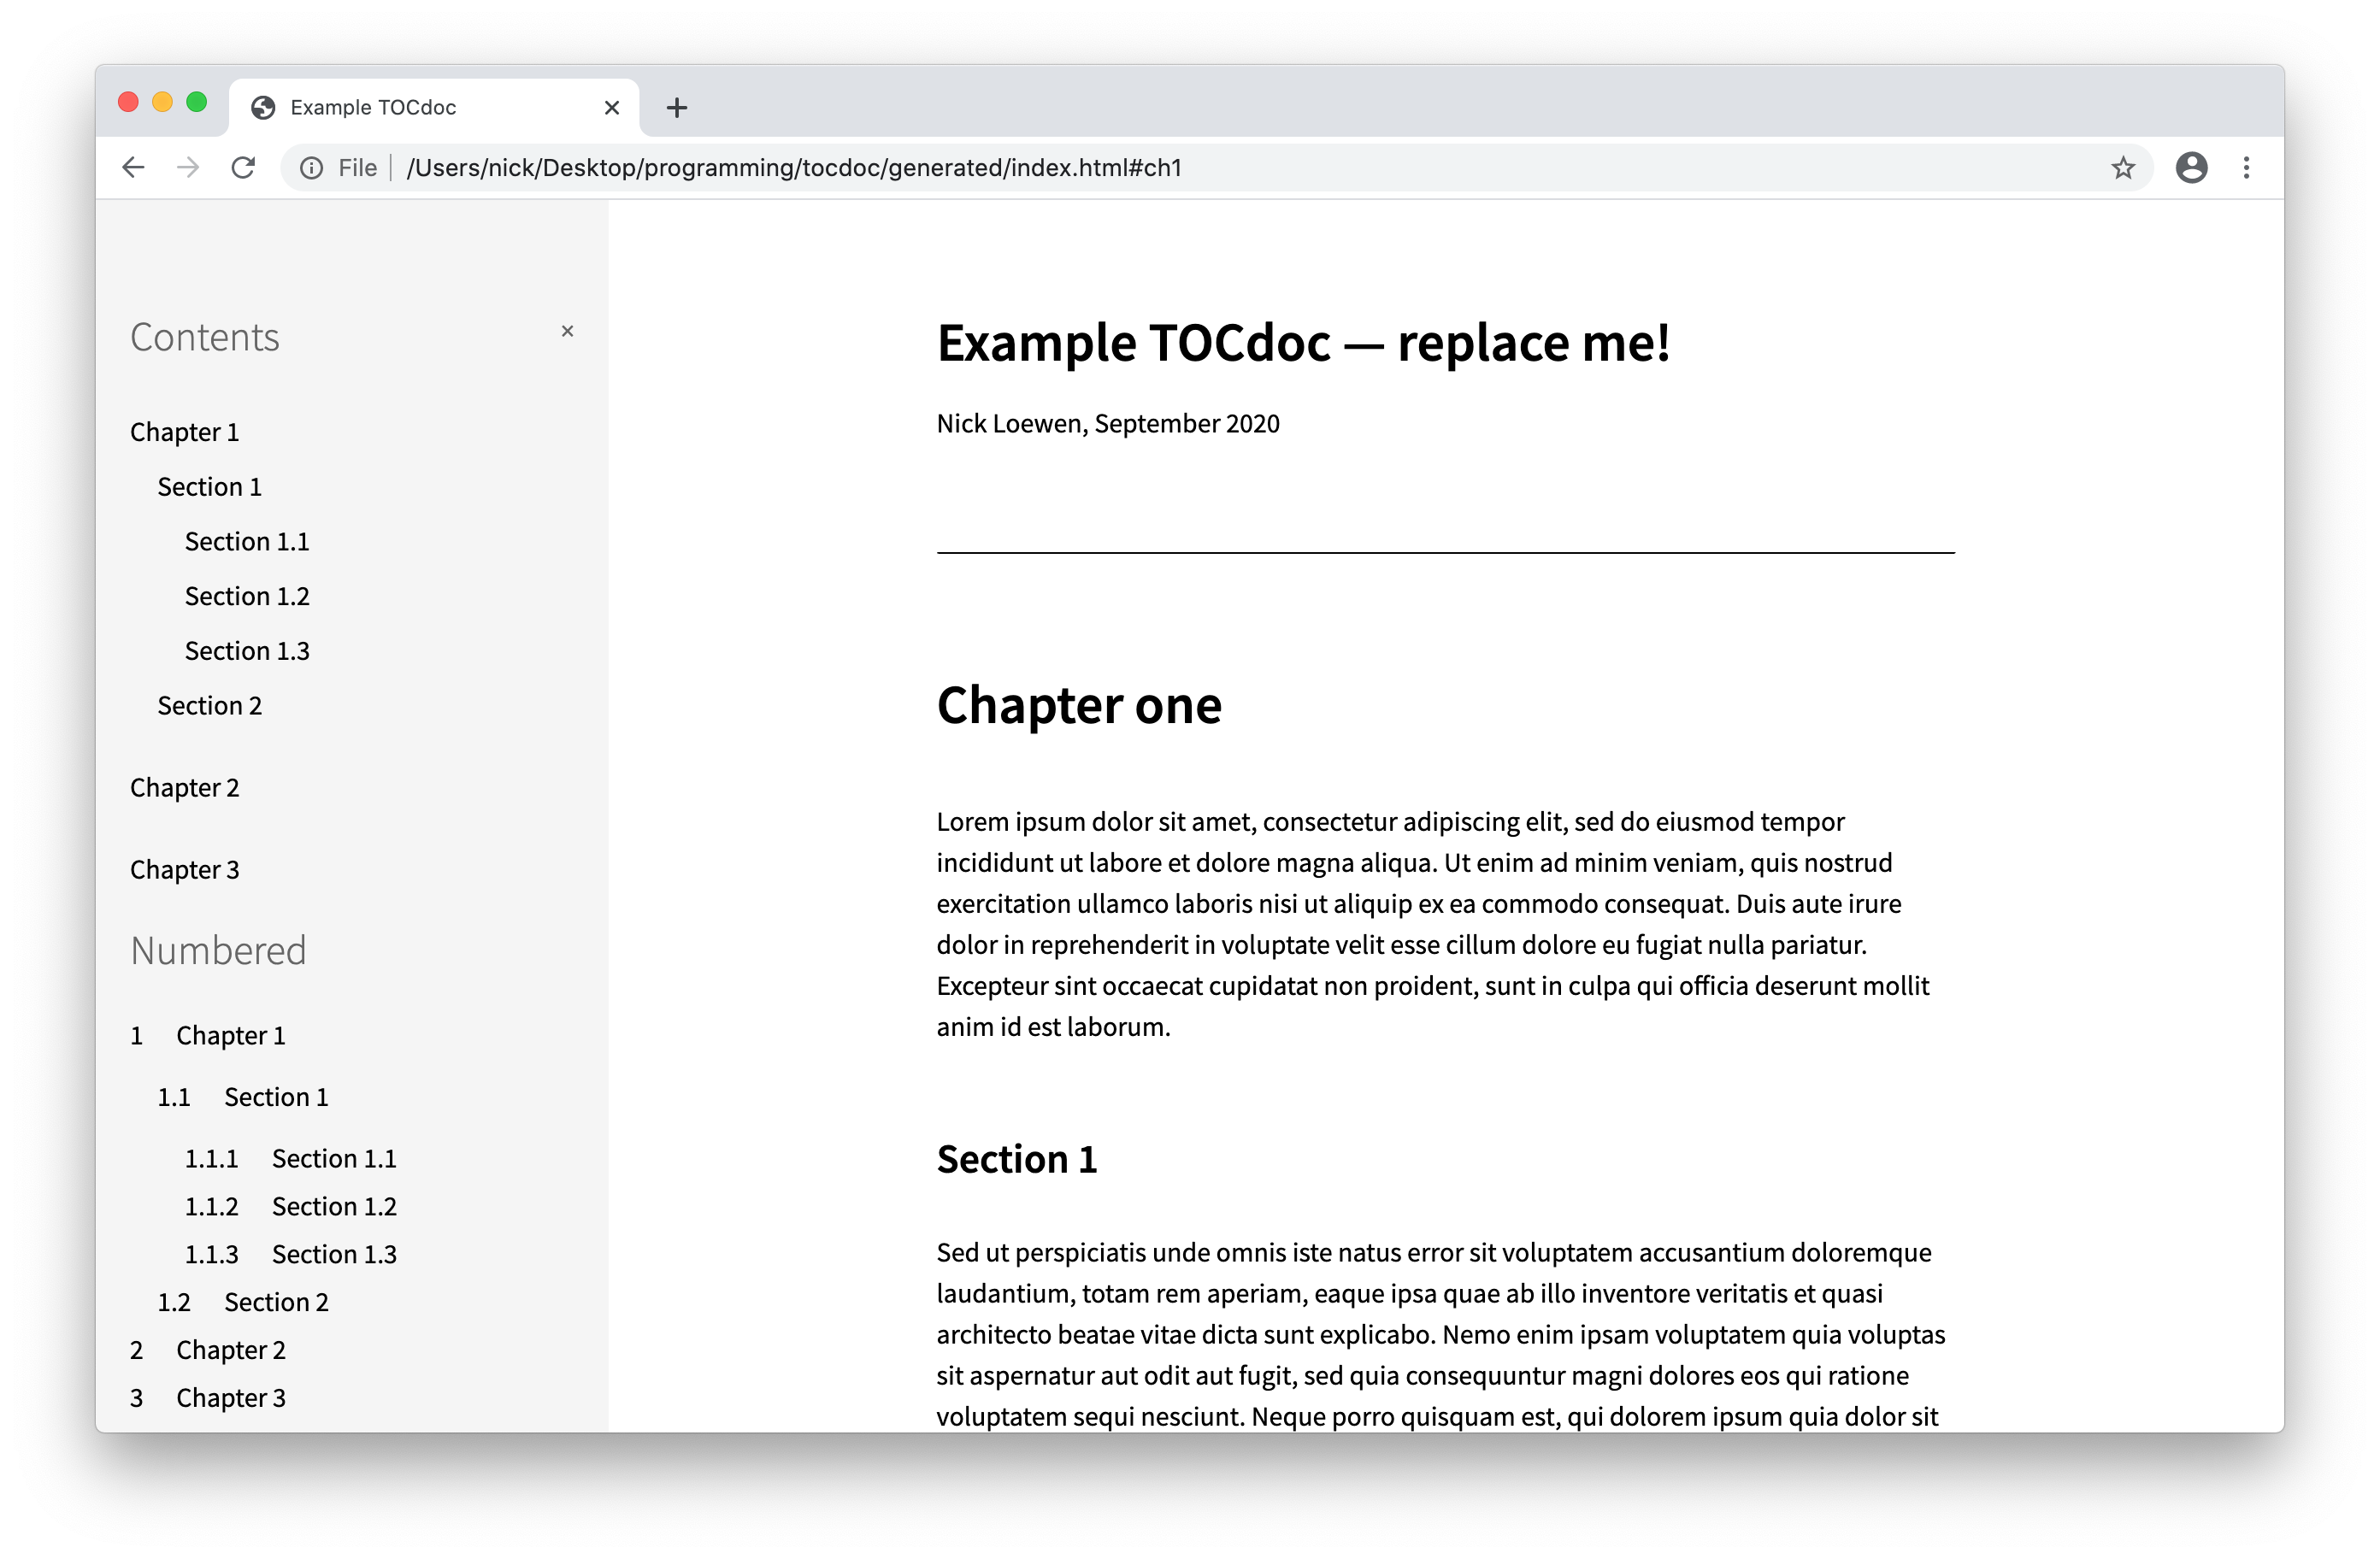 Example TOCdoc
File /Users/nick/Desktop/programming/tocdoc/generated/index.html#ch1
Contents
Chapter 1
Section 1
Section 1.1
Section 1.2
Section 1.3
Section 2
Chapter 2
Chapter 3
Numbered
1 Chapter 1
1.1 Section 1
1.1.1 Section 1.1
1.1.2 Section 1.2
1.1.3 Section 1.3
1.2 Section 2
2 Chapter 2
3 Chapter 3
Example TOCdoc — replace me!
Nick Loewen, September 2020
Chapter one
Lorem ipsum dolor sit amet, consectetur adipiscing elit, sed do eiusmod tempor
incididunt ut labore et dolore magna aliqua. Ut enim ad minim veniam, quis nostrud
exercitation ullamco laboris nisi ut aliquip ex ea commodo consequat. Duis aute irure
dolor in reprehenderit in voluptate velit esse cillum dolore eu fugiat nulla pariatur.
Excepteur sint occaecat cupidatat non proident, sunt in culpa qui officia deserunt mollit
anim id est laborum.
Section 1
Sed ut perspiciatis unde omnis iste natus error sit voluptatem accusantium doloremque
laudantium, totam rem aperiam, eaque ipsa quae ab illo inventore veritatis et quasi
architecto beatae vitae dicta sunt explicabo. Nemo enim ipsam voluptatem quia voluptas
sit aspernatur aut odit aut fugit, sed quia consequuntur magni dolores eos qui ratione
voluptatem sequi nesciunt. Neque porro quisquam est, qui dolorem ipsum quia dolor sit